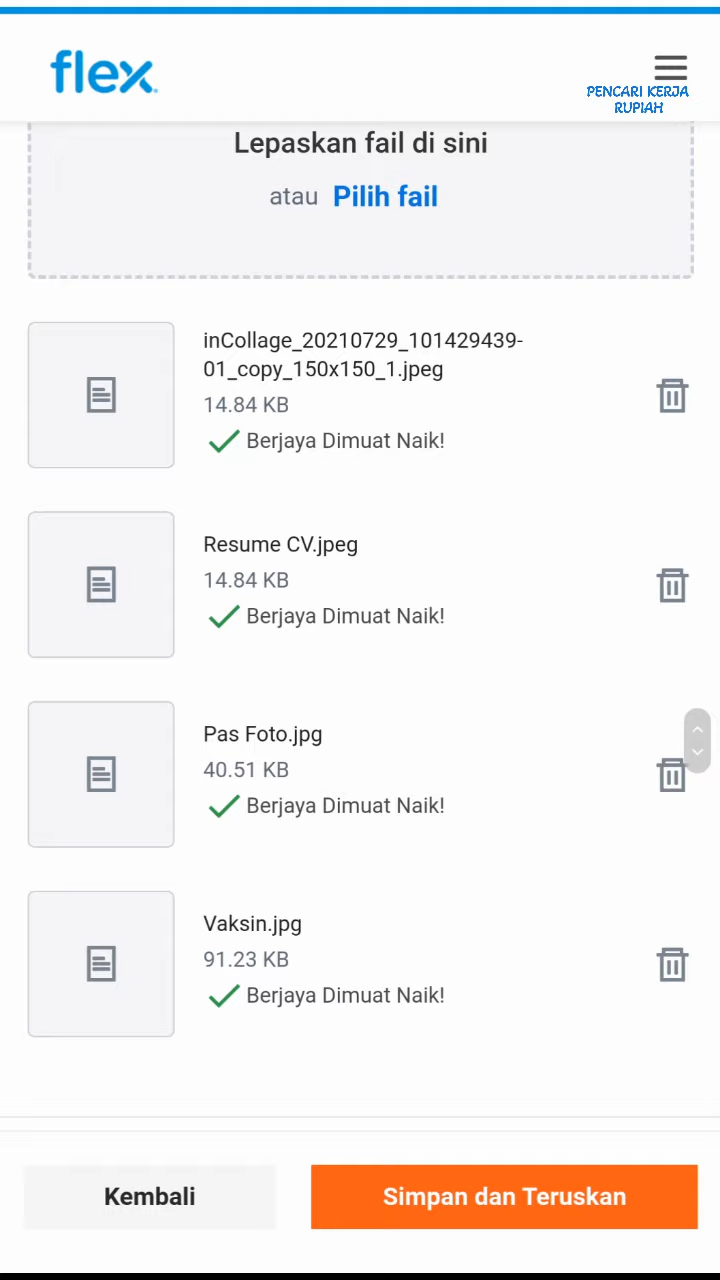 flex
PENCARI KERJA
RUPIAH
Lepaskan fail di sini
atau Pilih fail
inCollage_20210729_101429439-
01_copy_150x150_1.jpeg
14.84 KB
Berjaya Dimuat Naik!
Resume CV.jpeg
14.84 KB
Berjaya Dimuat Naik!
Pas Foto.jpg
40.51 KB
Berjaya Dimuat Naik!
Vaksin.jpg
91.23 KB
Berjaya Dimuat Naik!
Kembali
Simpan dan Teruskan